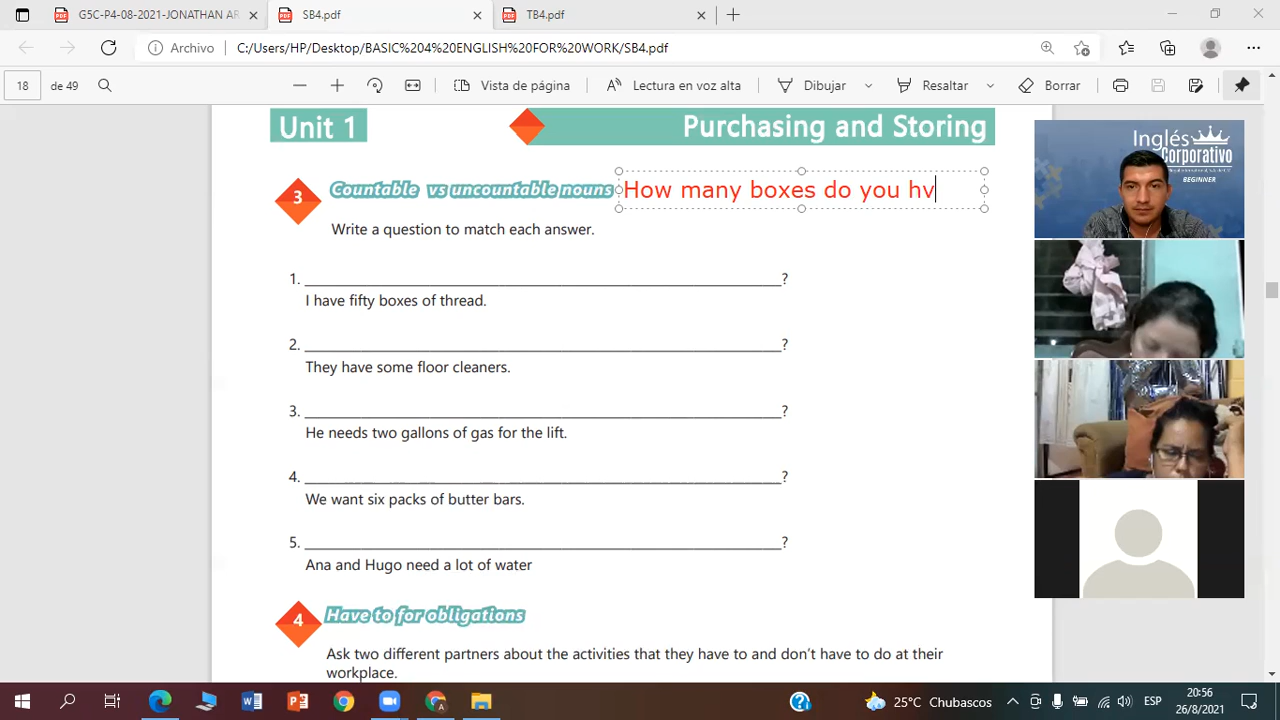 G5C-P4-08-2021-JONATHAN AR
SB4.pdf
TB4.pdf
Archivo
C:/Users/HP/Desktop/BASIC%204%20ENGLISH%20FOR%20WORK/SB4.pdf
18
de 49
Vista de página
Lectura en voz alta
Dibujar
Resaltar
Borrar
Unit 1
Purchasing and Storing
3
Countable vs uncountable nouns
How many boxes do you hv
Write a question to match each answer.
1. ______________________________?
I have fifty boxes of thread.
2. ______________________________?
They have some floor cleaners.
3. ______________________________?
He needs two gallons of gas for the lift.
4. ______________________________?
We want six packs of butter bars.
5. ______________________________?
Ana and Hugo need a lot of water
4
Have to for obligations
Ask two different partners about the activities that they have to and don't have to do at their
workplace.
Inglés
Corporativo
BEGINNER
25°C Chubascos
ESP
20:56
26/8/2021